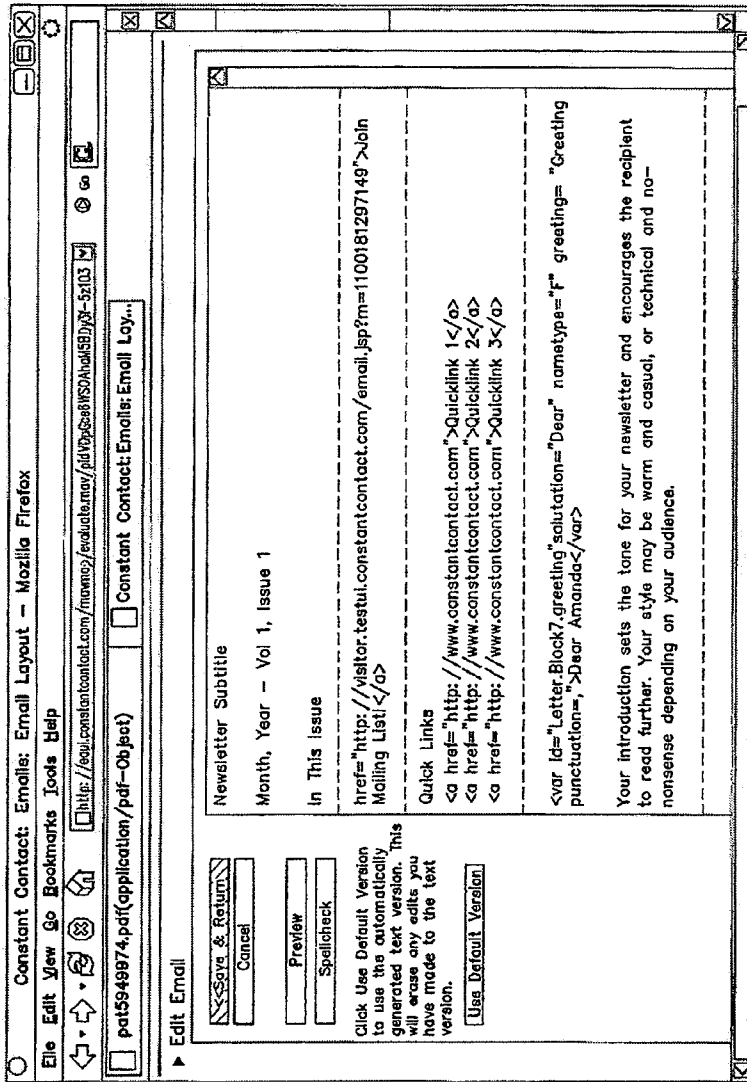 Constant Contact: Emails: Email Layout – Mozilla Firefox
File Edit View Go Bookmarks Tools Help
Go
pat5949974.pdf(application/pdf-Object)
Constant Contact: Emails: Email Lay...
Edit Email
<<Save & Return
Cancel
Preview
Spellcheck
Click Use Default Version
to use the automatically
generated text version. This
will erase any edits you
have made to the text
version.
Use Default Version
Newsletter Subtitle
Month, Year – Vol 1, Issue 1
In This Issue
href="http://visitor.testui.constantcontact.com/email.jsp?m=1100181297149">Join
Mailing List!</a>
Quick Links
<a href="http://www.constantcontact.com">Quicklink 1</a>
<a href="http://www.constantcontact.com">Quicklink 2</a>
<a href="http://www.constantcontact.com">Quicklink 3</a>
<var id="Letter.Block7.greeting"salutation="Dear" nametype="F" greeting= "Greeting
punctuation=,">Dear Amanda</var>
Your introduction sets the tone for your newsletter and encourages the recipient
to read further. Your style may be warm and casual, or technical and no–
nonsense depending on your audience.